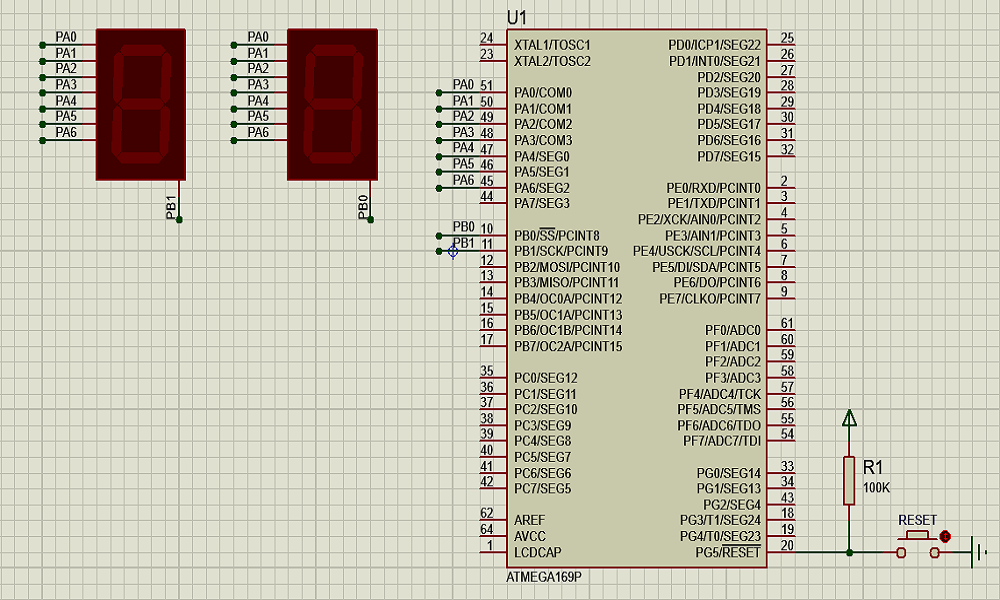 PA0
PA1
PA2
PA3
PA4
PA5
PA6
PB1
PA0
PA1
PA2
PA3
PA4
PA5
PA6
PB0
U1
24 XTAL1/TOSC1
23 XTAL2/TOSC2
PA0 51 PA0/COM0
PA1 50 PA1/COM1
PA2 49 PA2/COM2
PA3 48 PA3/COM3
PA4 47 PA4/SEG0
PA5 46 PA5/SEG1
PA6 45 PA6/SEG2
44 PA7/SEG3
PB0 10 PB0/SS/PCINT8
PB1 11 PB1/SCK/PCINT9
12 PB2/MOSI/PCINT10
13 PB3/MISO/PCINT11
14 PB4/OC0A/PCINT12
15 PB5/OC1A/PCINT13
16 PB6/OC1B/PCINT14
17 PB7/OC2A/PCINT15
35 PC0/SEG12
36 PC1/SEG11
37 PC2/SEG10
38 PC3/SEG9
39 PC4/SEG8
40 PC5/SEG7
41 PC6/SEG6
42 PC7/SEG5
62 AREF
64 AVCC
1 LCDCAP
PD0/ICP1/SEG22 25
PD1/INT0/SEG21 26
PD2/SEG20 27
PD3/SEG19 28
PD4/SEG18 29
PD5/SEG17 30
PD6/SEG16 31
PD7/SEG15 32
PE0/RXD/PCINT0 2
PE1/TXD/PCINT1 3
PE2/XCK/AIN0/PCINT2 4
PE3/AIN1/PCINT3 5
PE4/USCK/SCL/PCINT4 6
PE5/DI/SDA/PCINT5 7
PE6/DO/PCINT6 8
PE7/CLKO/PCINT7 9
PF0/ADC0 61
PF1/ADC1 60
PF2/ADC2 59
PF3/ADC3 58
PF4/ADC4/TCK 57
PF5/ADC5/TMS 56
PF6/ADC6/TDO 55
PF7/ADC7/TDI 54
PG0/SEG14 33
PG1/SEG13 34
PG2/SEG4 43
PG3/T1/SEG24 18
PG4/T0/SEG23 19
PG5/RESET 20
ATMEGA169P
R1
100K
RESET